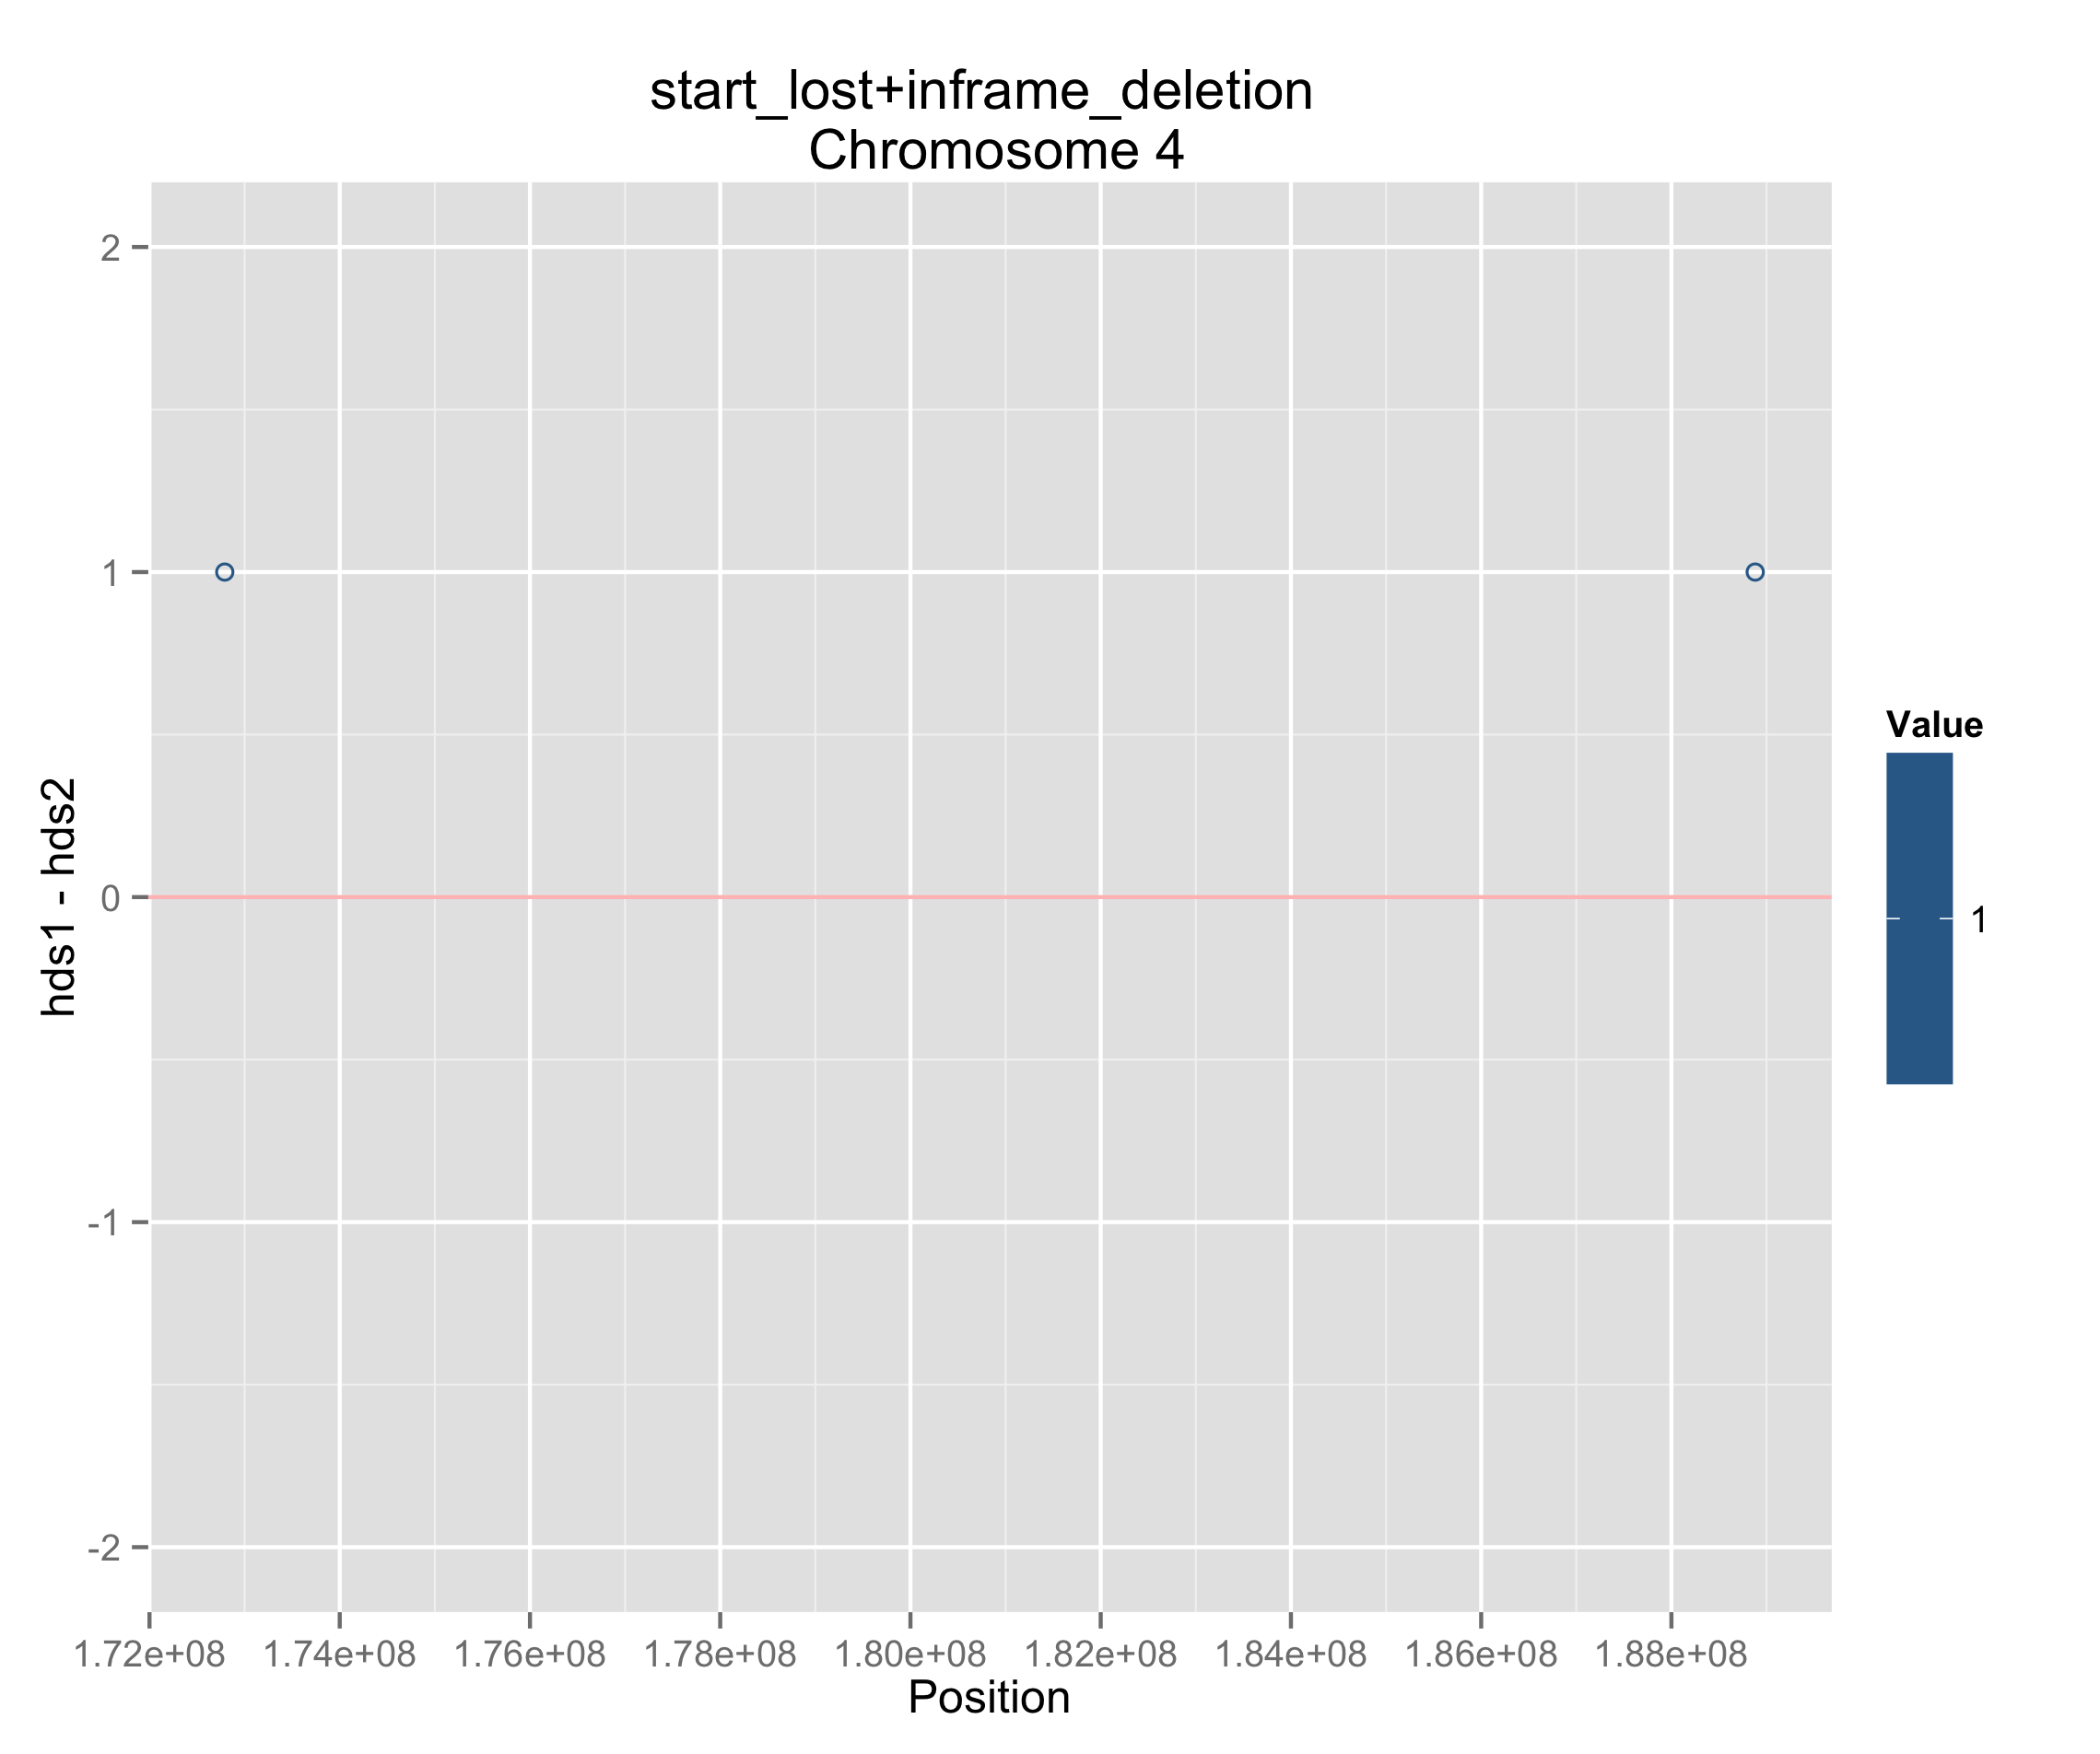 start_lost+inframe_deletion
Chromosome 4
2
1
0
-1
-2
hds1 - hds2
1.72e+08 1.74e+08 1.76e+08 1.78e+08 1.80e+08 1.82e+08 1.84e+08 1.86e+08 1.88e+08
Position
Value
1